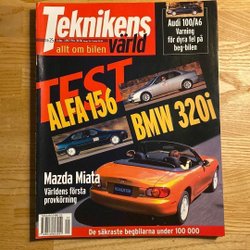 Teknikens
värld
allt om bilen
Audi 100/A6
Varning
för dyra fel på
beg-bilen
TEST
ALFA 156
BMW 320i
Mazda Miata
Världens första
provkörning
De säkraste begbilarna under 100 000